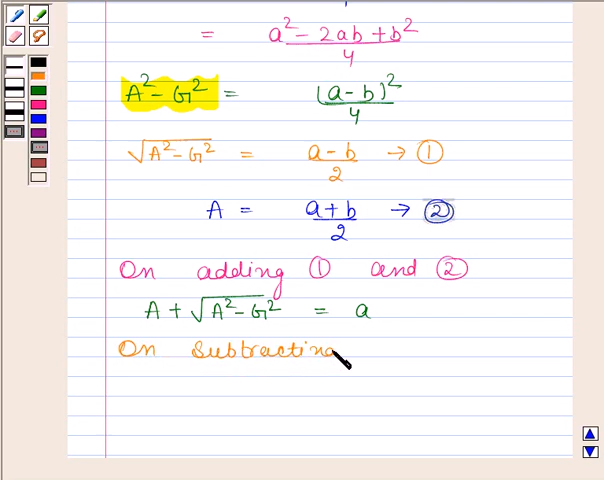 = a² − 2ab + b² / 4
A² − G² = (a − b)² / 4
√A² − G² = a − b / 2 → ①
A = a + b / 2 → ②
On adding ① and ②
A + √A² − G² = a
On Subtracting